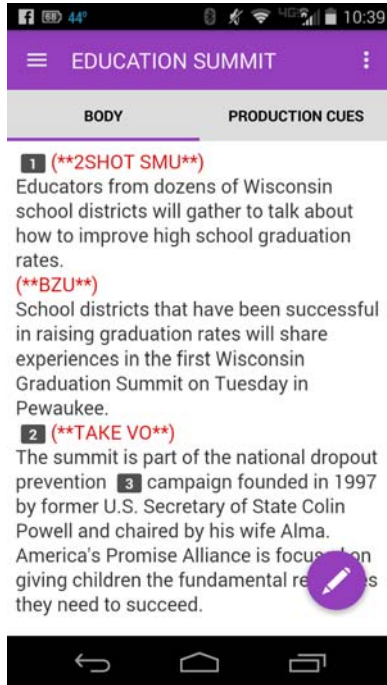 68 44° 4G 10:39
EDUCATION SUMMIT
BODY PRODUCTION CUES
1 (**2SHOT SMU**)
Educators from dozens of Wisconsin
school districts will gather to talk about
how to improve high school graduation
rates.
(**BZU**)
School districts that have been successful
in raising graduation rates will share
experiences in the first Wisconsin
Graduation Summit on Tuesday in
Pewaukee.
2 (**TAKE VO**)
The summit is part of the national dropout
prevention 3 campaign founded in 1997
by former U.S. Secretary of State Colin
Powell and chaired by his wife Alma.
America's Promise Alliance is on
giving children the fundamental
they need to succeed.